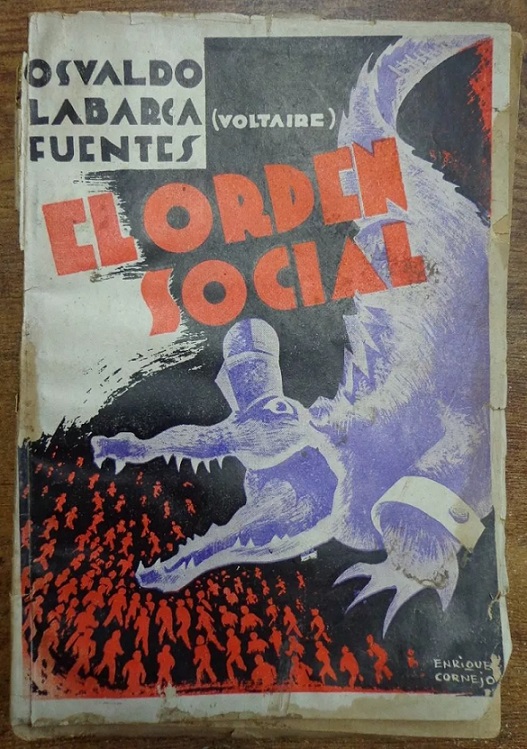 OSVALDO
LABARCA
FUENTES
(VOLTAIRE)
EL ORDEN
SOCIAL
ENRIQUE
CORNEJO